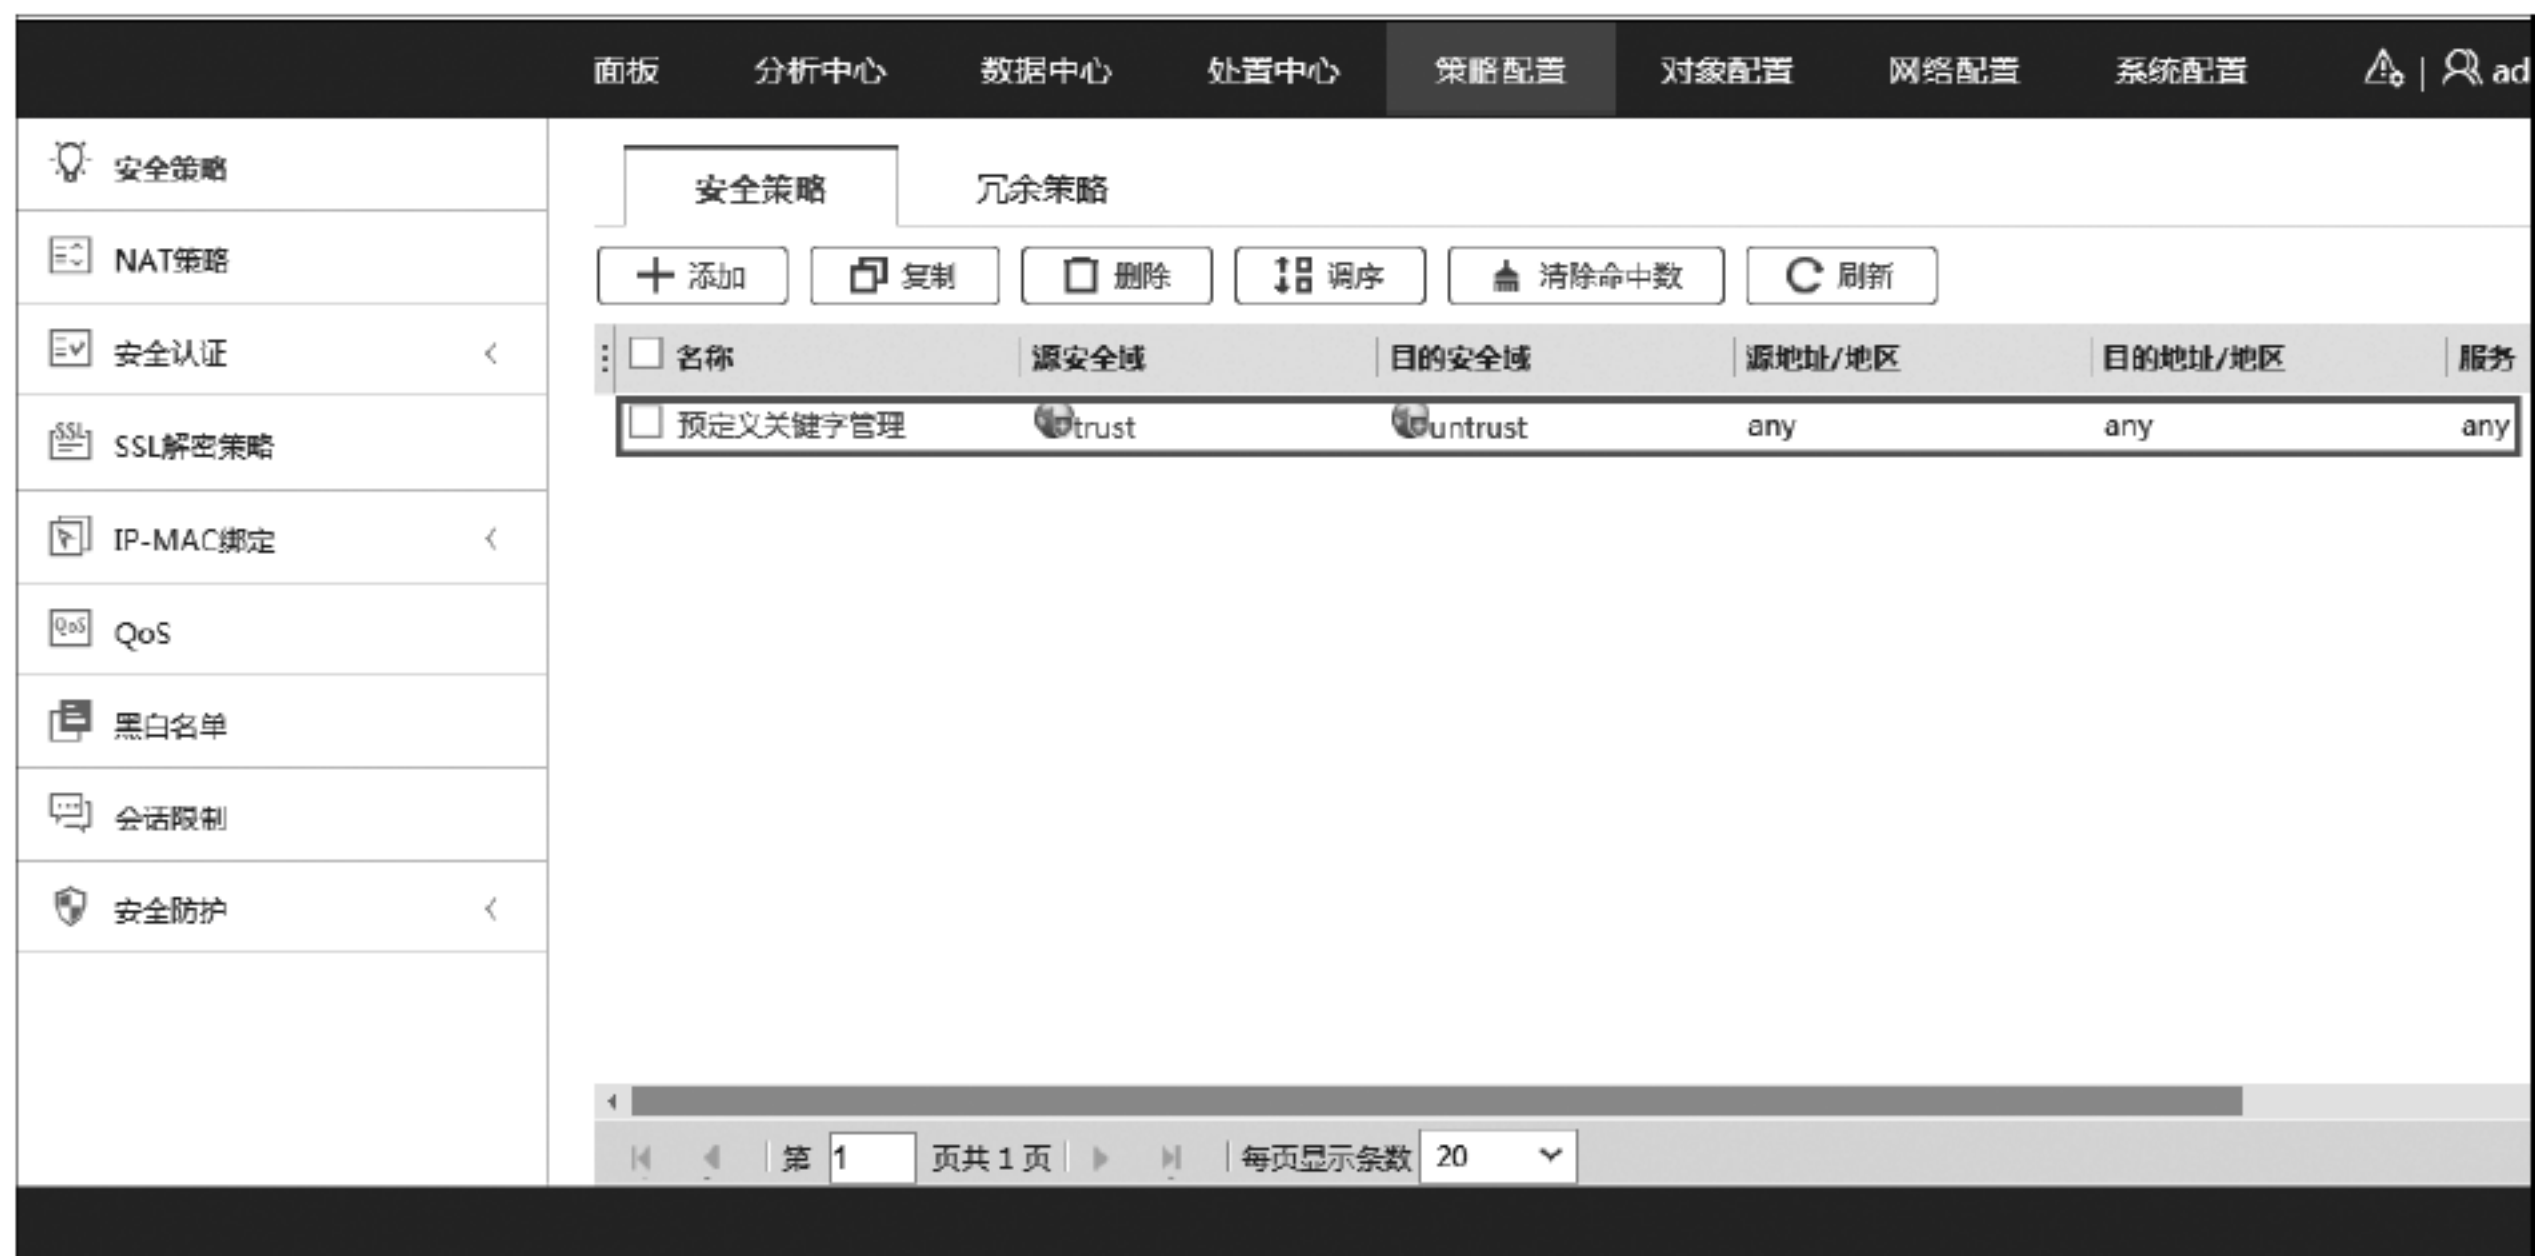 面板 分析中心 数据中心 处置中心 策略配置 对象配置 网络配置 系统配置 | ad
安全策略
NAT策略
安全认证
SSL解密策略
IP-MAC绑定
QoS
黑白名单
会话限制
安全防护
安全策略 冗余策略
添加 复制 删除 调序 清除命中数 刷新
名称 源安全域 目的安全域 源地址/地区 目的地址/地区 服务
预定义关键字管理 trust untrust any any any
第 1 页共 1 页 每页显示条数 20